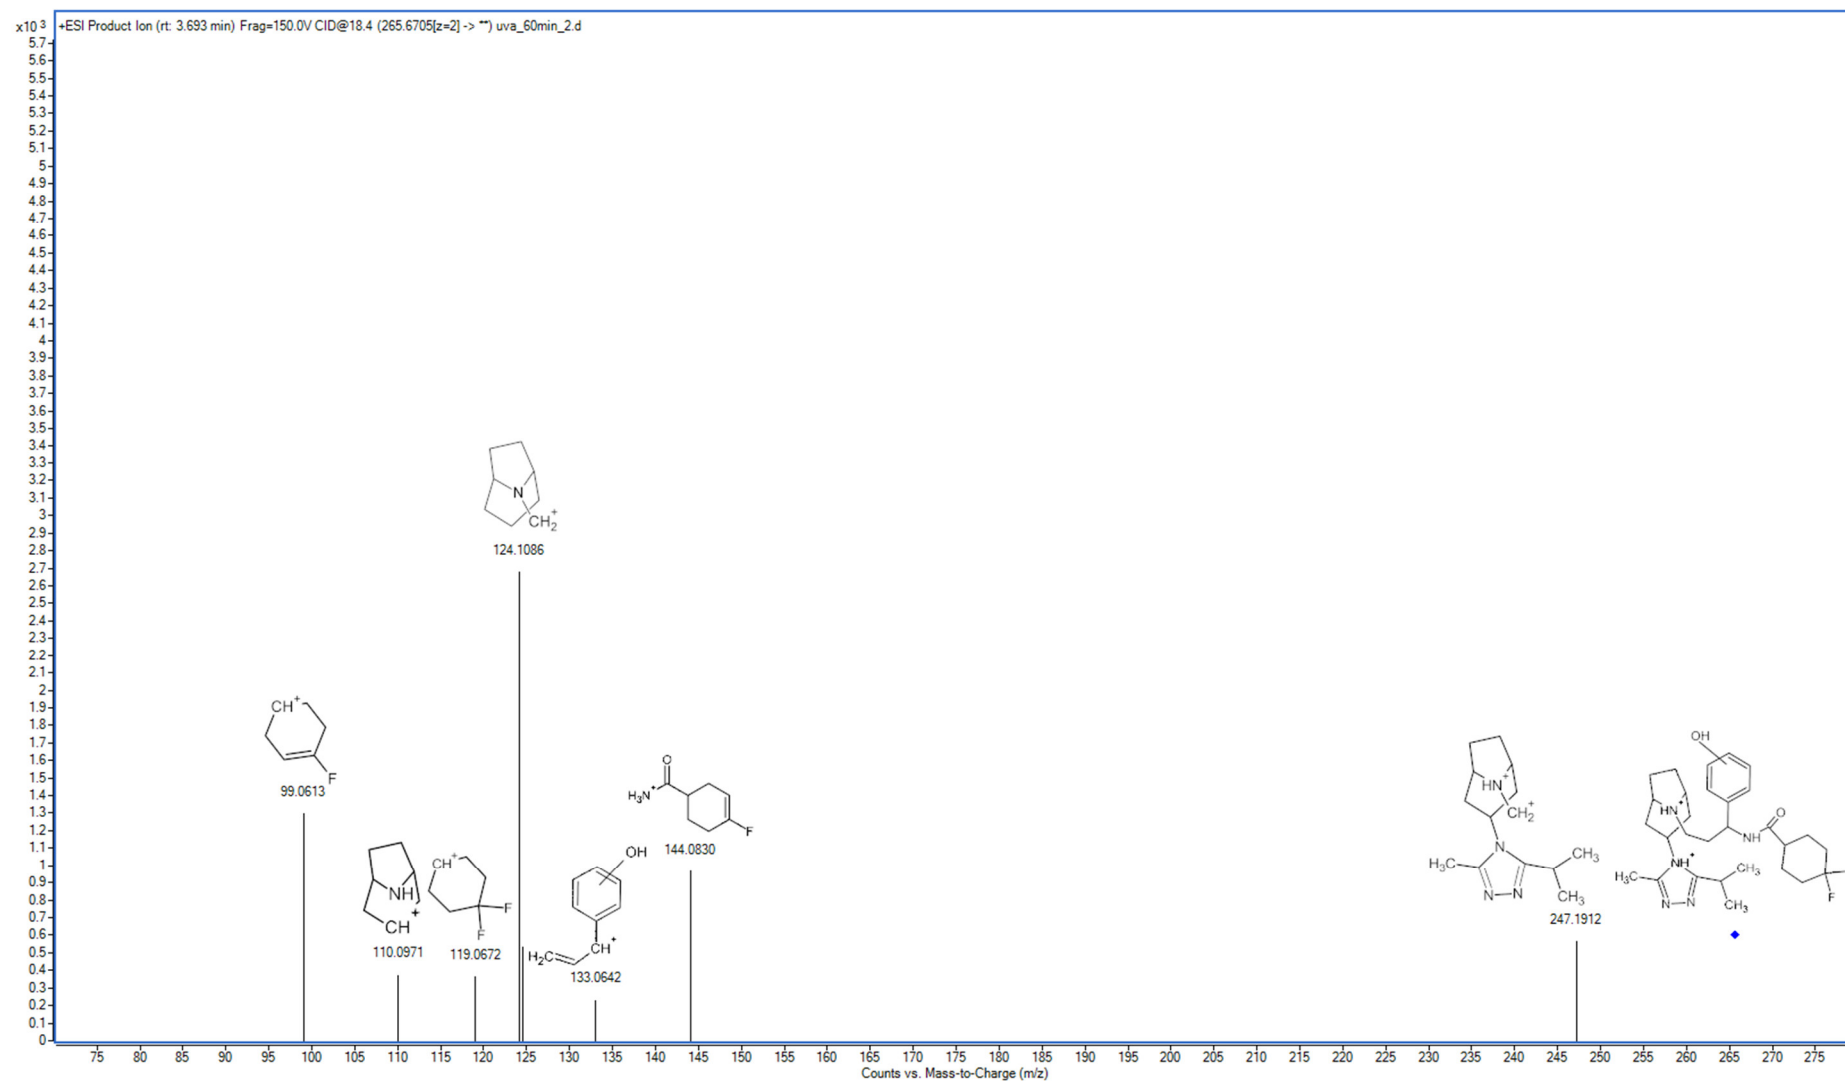 x10 3
+ESI Product Ion (rt: 3.693 min) Frag=150.0V CID@18.4 (265.6705[z=2] -> **) uva_60min_2.d
5.7
5.6
5.5
5.4
5.3
5.2
5.1
5
4.9
4.8
4.7
4.6
4.5
4.4
4.3
4.2
4.1
4
3.9
3.8
3.7
3.6
3.5
3.4
3.3
3.2
3.1
3
2.9
2.8
2.7
2.6
2.5
2.4
2.3
2.2
2.1
2
1.9
1.8
1.7
1.6
1.5
1.4
1.3
1.2
1.1
1
0.9
0.8
0.7
0.6
0.5
0.4
0.3
0.2
0.1
0
CH+
F
99.0613
NH
CH
+
110.0971
CH+
F
F
119.0672
N
CH2+
124.1086
OH
CH+
H2C
133.0642
O
H3N+
F
144.0830
HN+
CH2+
N
H3C
CH3
N
N
CH3
247.1912
OH
HN+
NH
O
NH+
H3C
CH3
N
N
CH3
F
75 80 85 90 95 100 105 110 115 120 125 130 135 140 145 150 155 160 165 170 175 180 185 190 195 200 205 210 215 220 225 230 235 240 245 250 255 260 265 270 275
Counts vs. Mass-to-Charge (m/z)